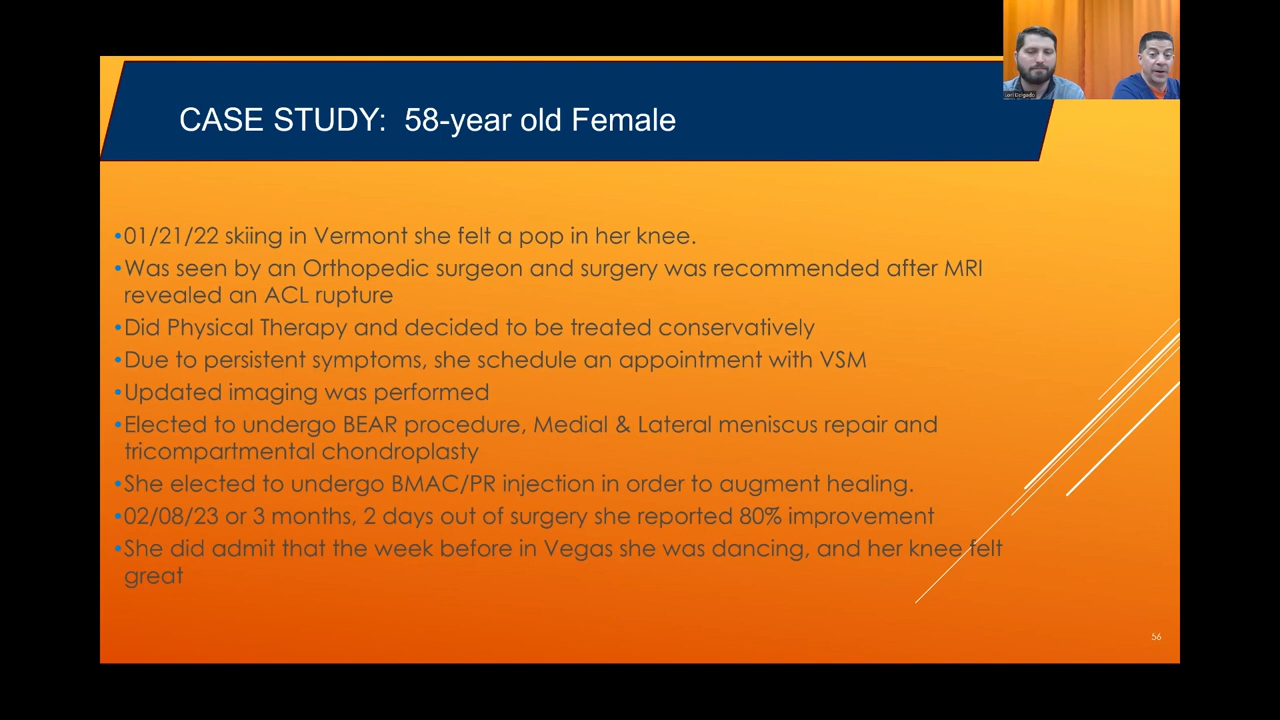 CASE STUDY:  58-year old Female
•01/21/22 skiing in Vermont she felt a pop in her knee.
•Was seen by an Orthopedic surgeon and surgery was recommended after MRI
revealed an ACL rupture
•Did Physical Therapy and decided to be treated conservatively
•Due to persistent symptoms, she schedule an appointment with VSM
•Updated imaging was performed
•Elected to undergo BEAR procedure, Medial & Lateral meniscus repair and
tricompartmental chondroplasty
•She elected to undergo BMAC/PR injection in order to augment healing.
•02/08/23 or 3 months, 2 days out of surgery she reported 80% improvement
•She did admit that the week before in Vegas she was dancing, and her knee felt
great
56